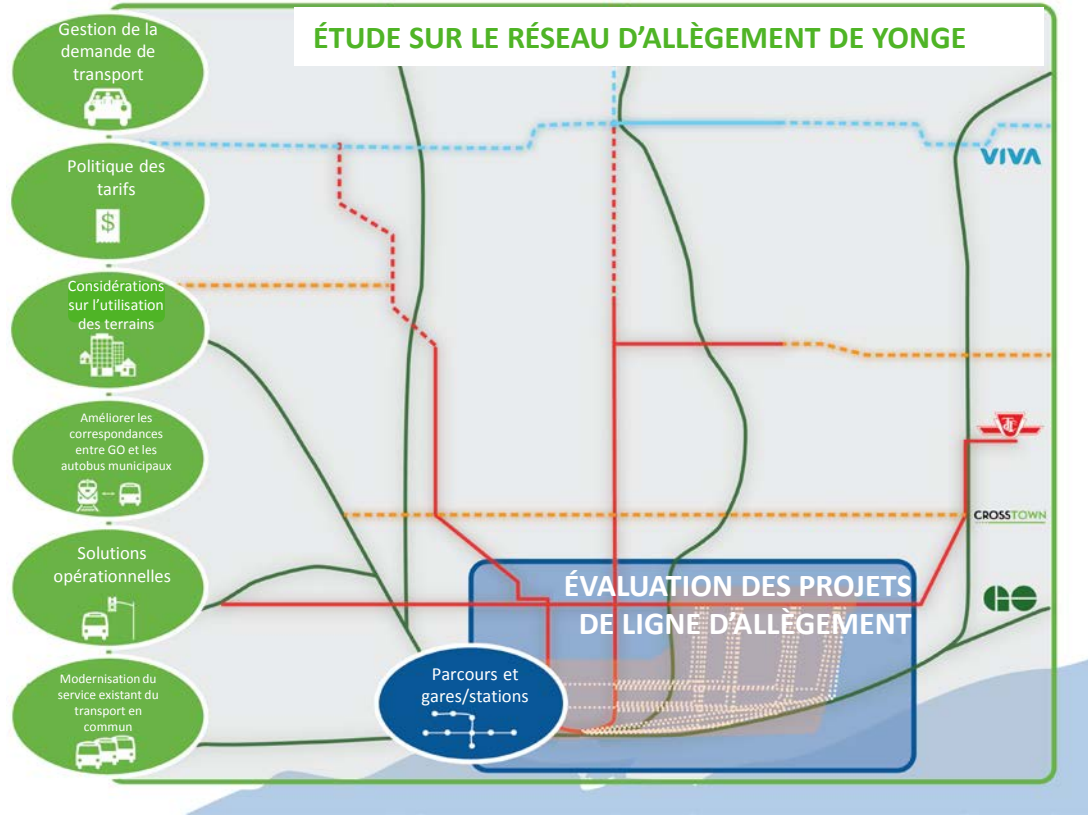 ÉTUDE SUR LE RÉSEAU D'ALLÈGEMENT DE YONGE
Gestion de la
demande de
transport
Politique des
tarifs
$
Considérations
sur l'utilisation
des terrains
Améliorer les
correspondances
entre GO et les
autobus municipaux
Solutions
opérationnelles
Modernisation du
service existant du
transport en
commun
VIVA
TTC
CROSSTOWN
GO
ÉVALUATION DES PROJETS
DE LIGNE D'ALLÈGEMENT
Parcours et
gares/stations